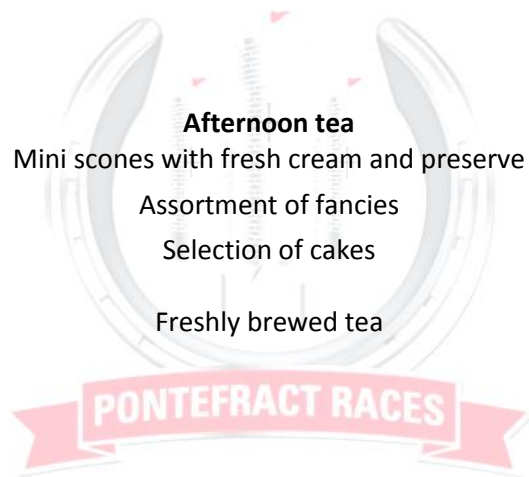 Afternoon tea
Mini scones with fresh cream and preserve
Assortment of fancies
Selection of cakes
Freshly brewed tea
PONTEFRACT RACES